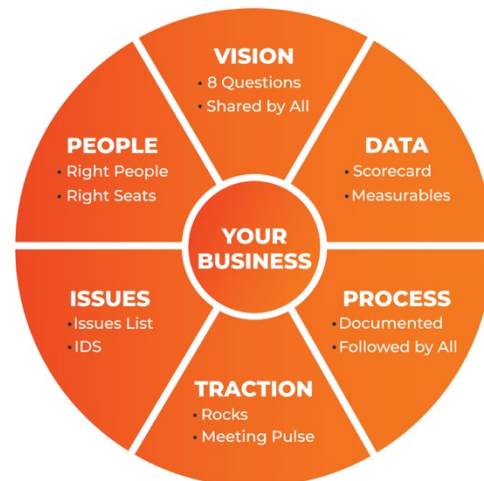 VISION
• 8 Questions
• Shared by All
PEOPLE
• Right People
• Right Seats
DATA
• Scorecard
• Measurables
YOUR
BUSINESS
ISSUES
• Issues List
• IDS
PROCESS
• Documented
• Followed by All
TRACTION
• Rocks
• Meeting Pulse